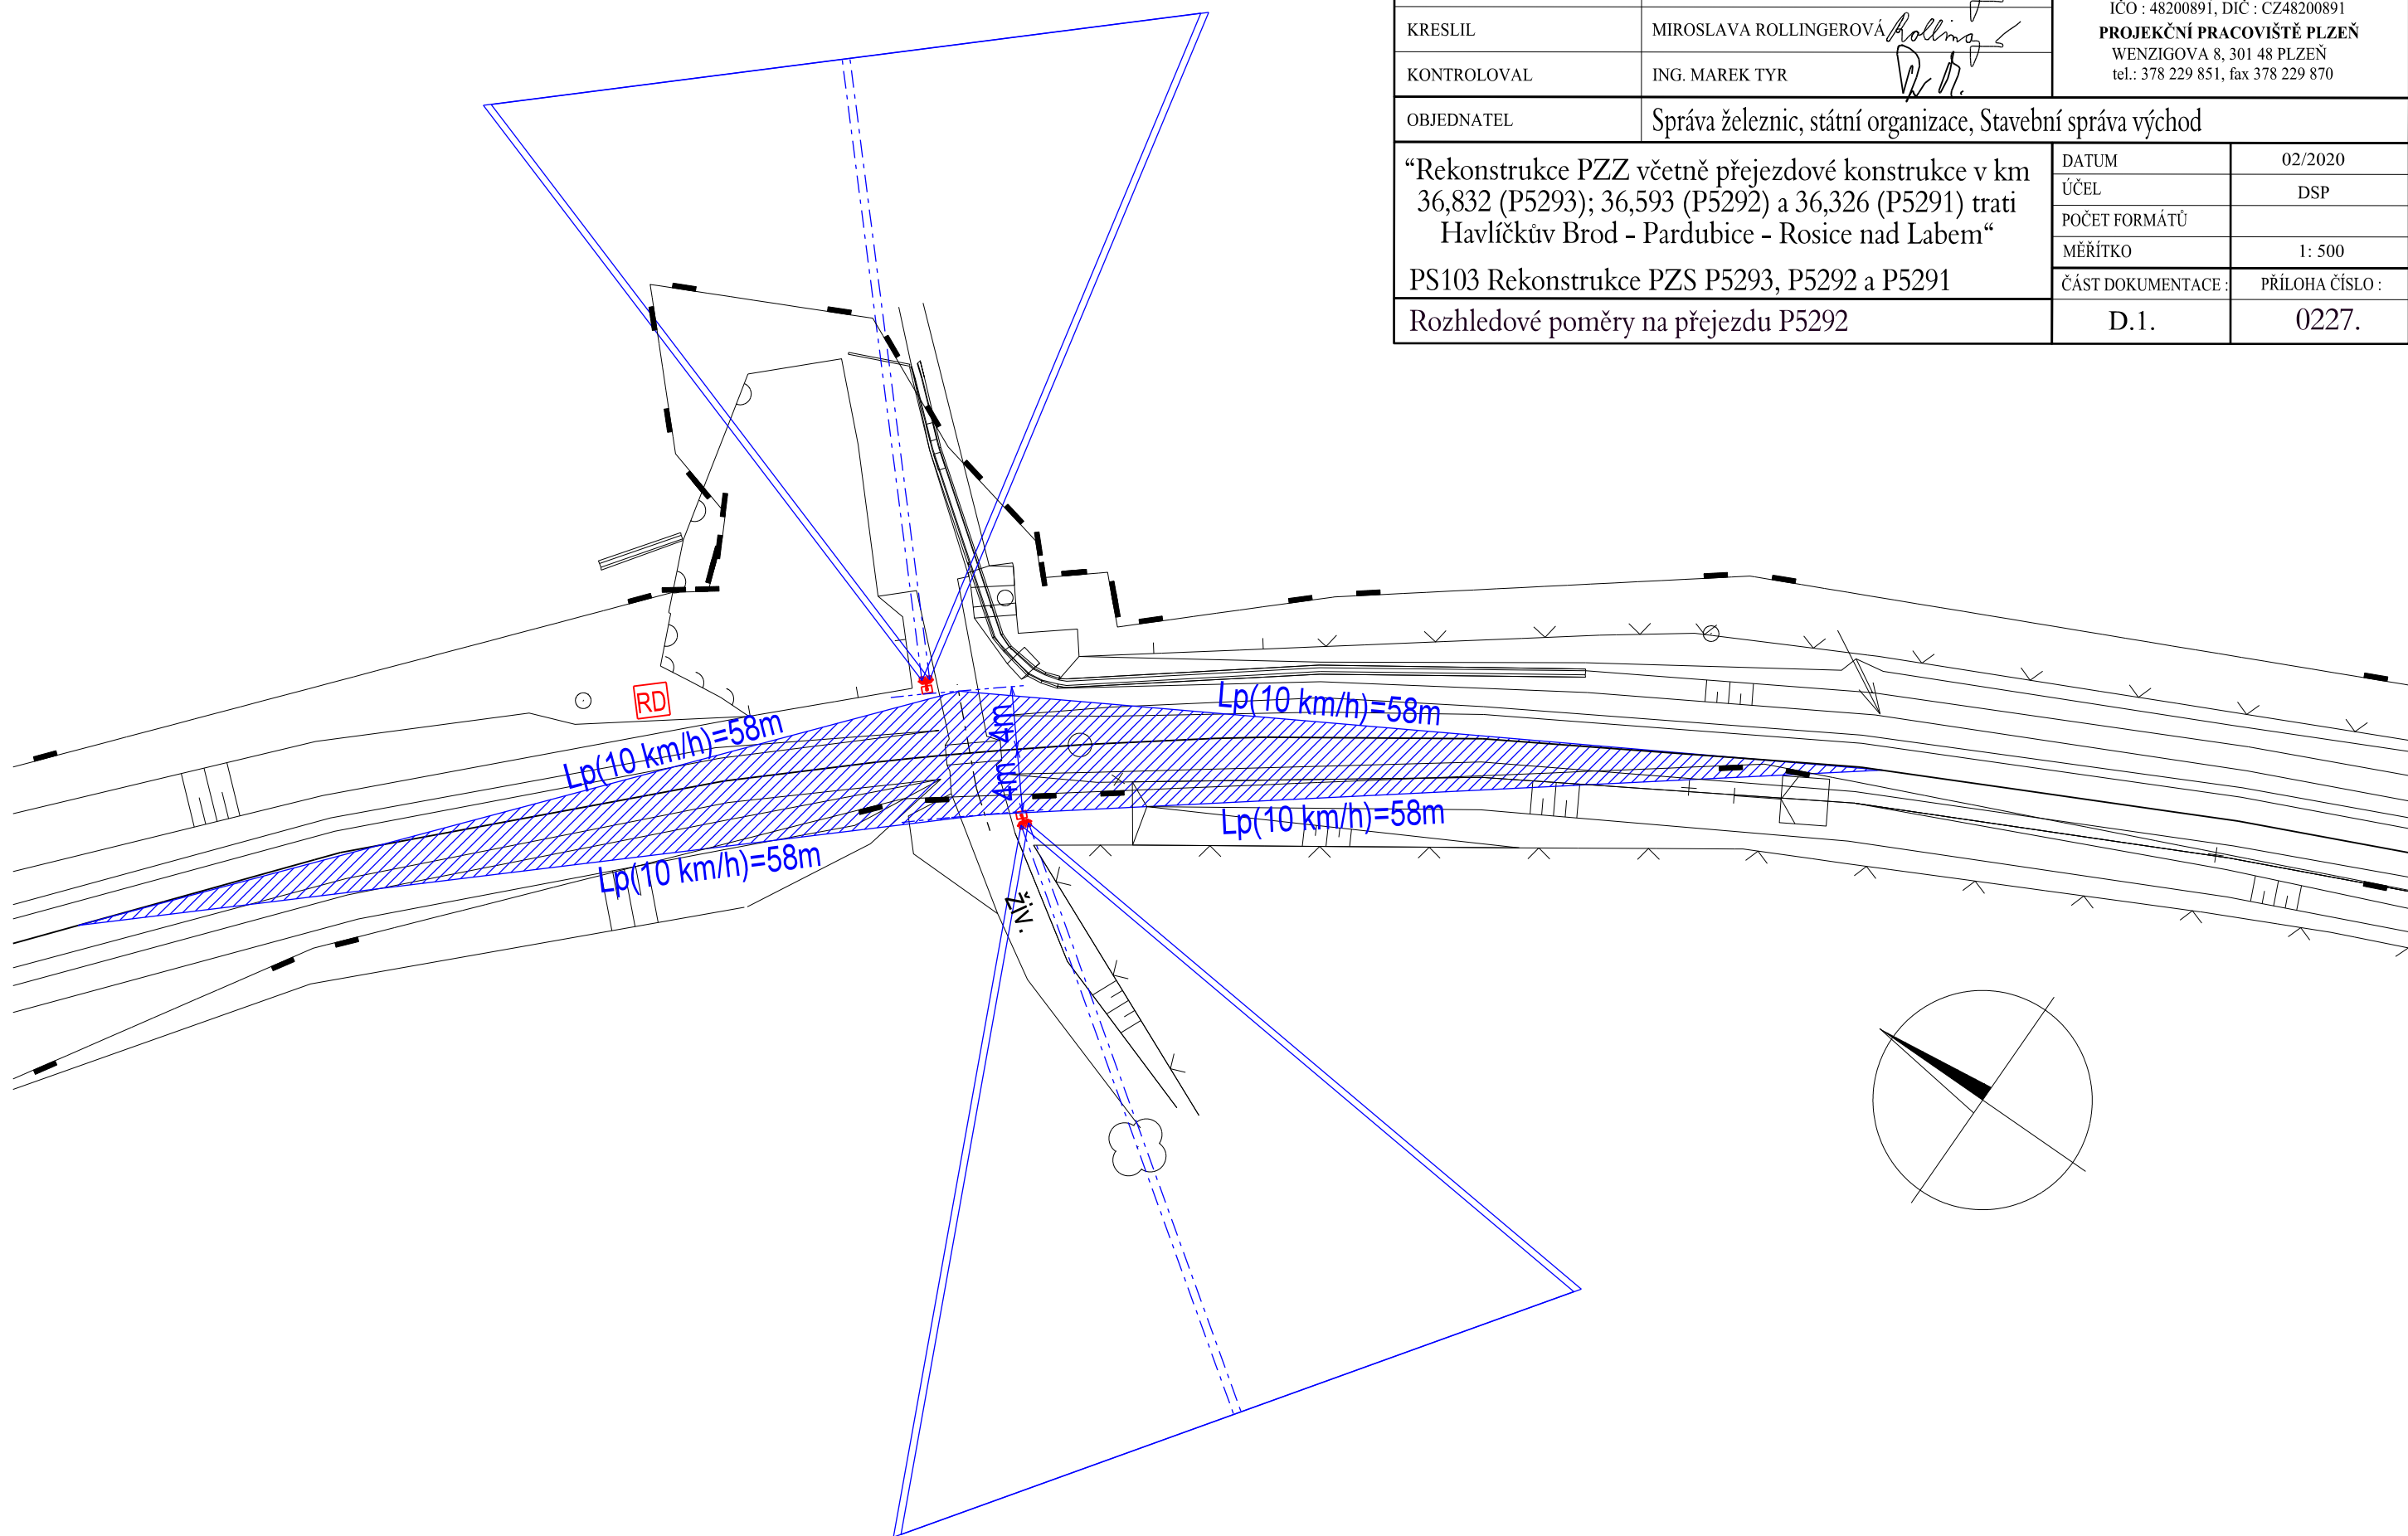 IČO : 48200891, DIČ : CZ48200891
KRESLIL MIROSLAVA ROLLINGEROVÁ
PROJEKČNÍ PRACOVIŠTĚ PLZEŇ
WENZIGOVA 8, 301 48 PLZEŇ
tel.: 378 229 851, fax 378 229 870
KONTROLOVAL ING. MAREK TYR
OBJEDNATEL Správa železnic, státní organizace, Stavební správa východ
“Rekonstrukce PZZ včetně přejezdové konstrukce v km
36,832 (P5293); 36,593 (P5292) a 36,326 (P5291) trati
Havlíčkův Brod - Pardubice - Rosice nad Labem“
PS103 Rekonstrukce PZS P5293, P5292 a P5291
Rozhledové poměry na přejezdu P5292
DATUM 02/2020
ÚČEL DSP
POČET FORMÁTŮ
MĚŘÍTKO 1: 500
ČÁST DOKUMENTACE : PŘÍLOHA ČÍSLO :
D.1. 0227.
RD
Lp(10 km/h)=58m
Lp(10 km/h)=58m
4m 4m
Lp(10 km/h)=58m
Lp(10 km/h)=58m
živ.